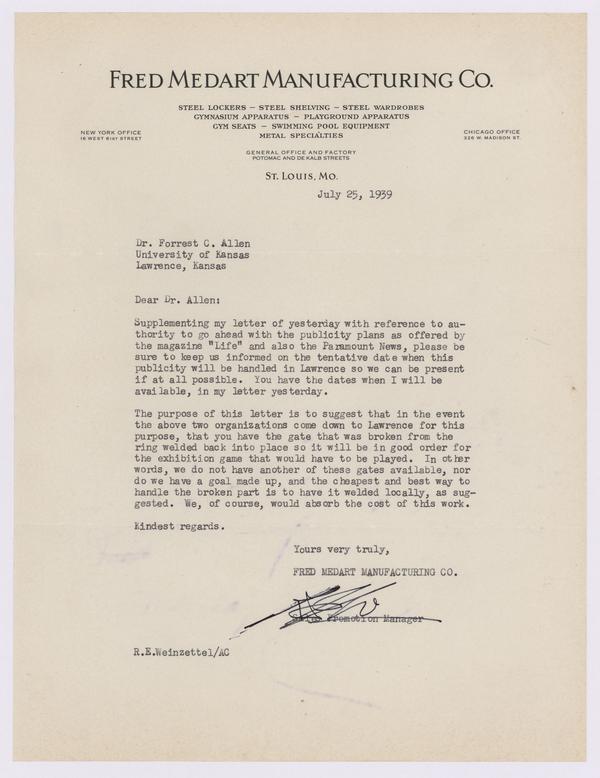 FRED MEDART MANUFACTURING CO.
STEEL LOCKERS – STEEL SHELVING – STEEL WARDROBES
GYMNASIUM APPARATUS – PLAYGROUND APPARATUS
GYM SEATS – SWIMMING POOL EQUIPMENT
METAL SPECIALTIES
NEW YORK OFFICE
16 WEST 61ST STREET
CHICAGO OFFICE
326 W. MADISON ST.
GENERAL OFFICE AND FACTORY
POTOMAC AND DE KALB STREETS
ST. LOUIS, MO.
July 25, 1939
Dr. Forrest C. Allen
University of Kansas
Lawrence, Kansas
Dear Dr. Allen:
Supplementing my letter of yesterday with reference to au-
thority to go ahead with the publicity plans as offered by
the magazine "Life" and also the Paramount News, please be
sure to keep us informed on the tentative date when this
publicity will be handled in Lawrence so we can be present
if at all possible. You have the dates when I will be
available, in my letter yesterday.
The purpose of this letter is to suggest that in the event
the above two organizations come down to Lawrence for this
purpose, that you have the gate that was broken from the
ring welded back into place so it will be in good order for
the exhibition game that would have to be played. In other
words, we do not have another of these gates available, nor
do we have a goal made up, and the cheapest and best way to
handle the broken part is to have it welded locally, as sug-
gested. We, of course, would absorb the cost of this work.
Kindest regards.
Yours very truly,
FRED MEDART MANUFACTURING CO.
Sales Promotion Manager
R.E.Weinzettel/AC